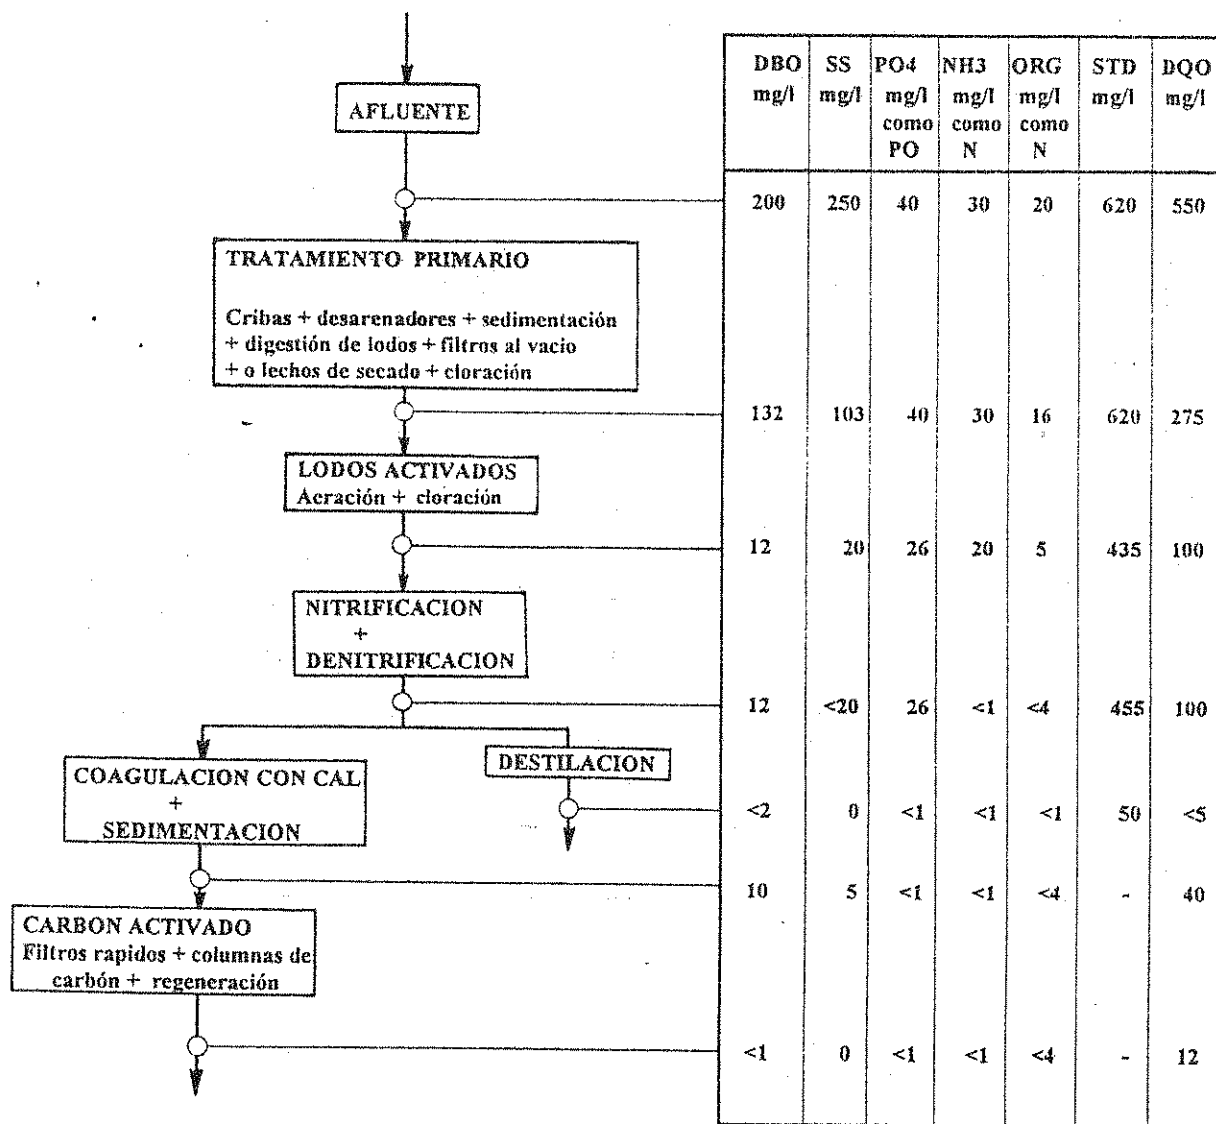 AFLUENTE
TRATAMIENTO PRIMARIO
Cribas + desarenadores + sedimentación
+ digestión de lodos + filtros al vacio
+ o lechos de secado + cloración
LODOS ACTIVADOS
Aeración + cloración
NITRIFICACION
+
DENITRIFICACION
DESTILACION
COAGULACION CON CAL
+
SEDIMENTACION
CARBON ACTIVADO
Filtros rapidos + columnas de
carbón + regeneración
DBO SS PO4 NH3 ORG STD DQO
mg/l mg/l mg/l mg/l mg/l mg/l mg/l
como como como
PO N N
200 250 40 30 20 620 550
132 103 40 30 16 620 275
12 20 26 20 5 435 100
12 <20 26 <1 <4 455 100
<2 0 <1 <1 <1 50 <5
10 5 <1 <1 <4 - 40
<1 0 <1 <1 <4 - 12